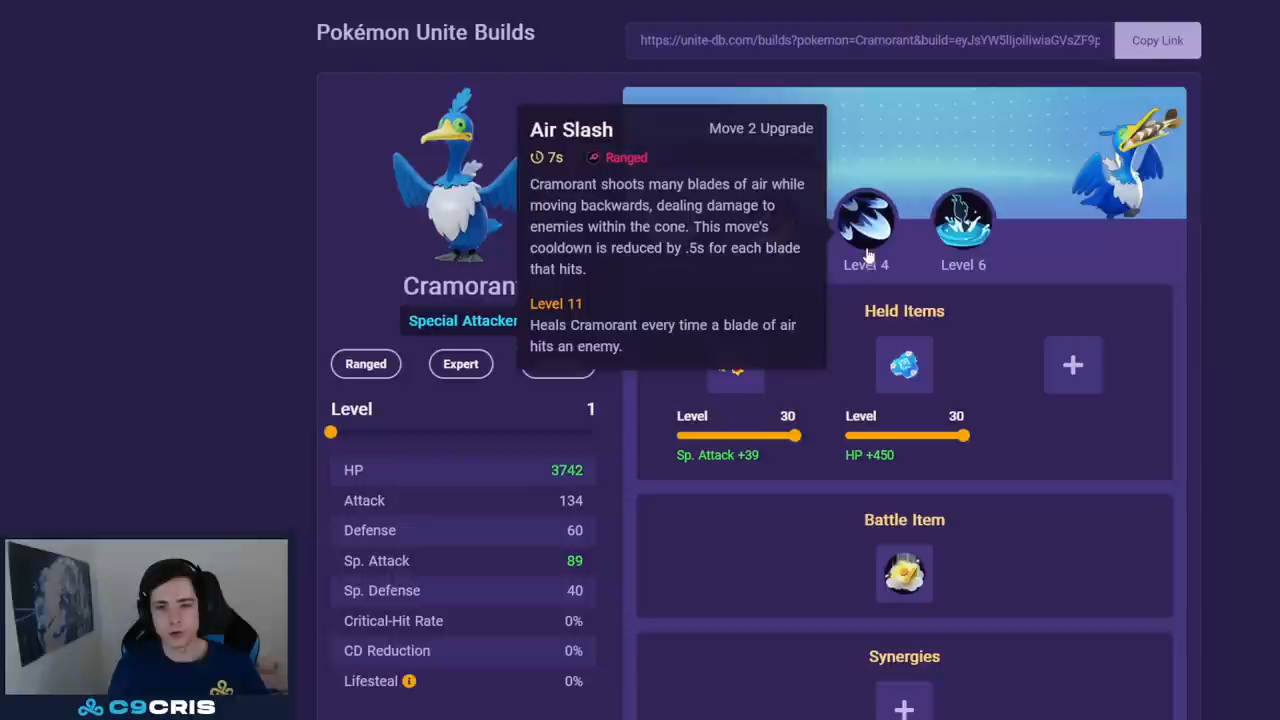 Pokémon Unite Builds
https://unite-db.com/builds?pokemon=Cramorant&build=eyJsYW5lIjoiIiwiaGVsZF9p
Copy Link
Air Slash
Move 2 Upgrade
7s
Ranged
Cramorant shoots many blades of air while
moving backwards, dealing damage to
enemies within the cone. This move's
cooldown is reduced by .5s for each blade
that hits.
Level 11
Heals Cramorant every time a blade of air
hits an enemy.
Level 4
Level 6
Cramorant
Special Attacker
Ranged
Expert
Level
1
HP
3742
Attack
134
Defense
60
Sp. Attack
89
Sp. Defense
40
Critical-Hit Rate
0%
CD Reduction
0%
Lifesteal
0%
Held Items
Level
30
Sp. Attack +39
Level
30
HP +450
Battle Item
Synergies
C9CRIS